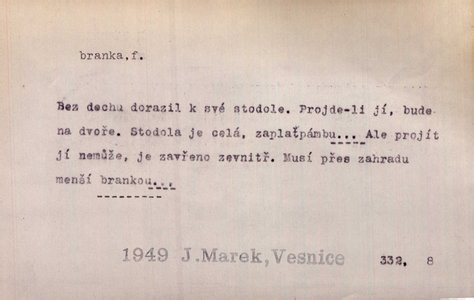 branka,f.
Bez dechu dorazil k své stodole. Projde-li jí, bude
na dvoře. Stodola je celá, zaplaťpámbu... Ale projít
jí nemůže, je zavřeno zevnitř. Musí přes zahradu
menší brankou...
1949 J.Marek,Vesnice 332. 8